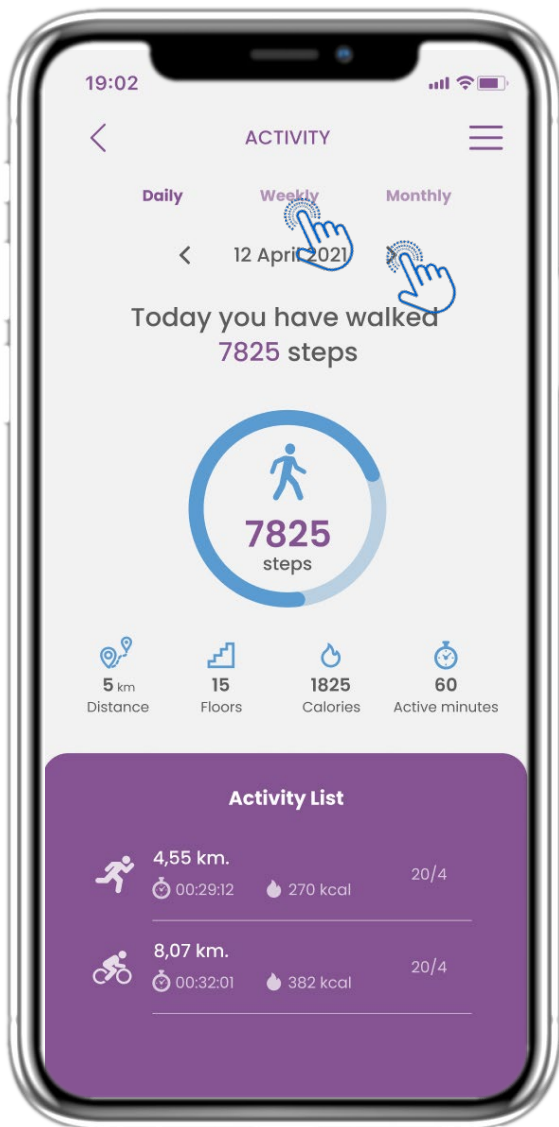 19:02
ACTIVITY
Daily Weekly Monthly
12 April 2021
Today you have walked
7825 steps
7825
steps
5 km 15 1825 60
Distance Floors Calories Active minutes
Activity List
4,55 km.
00:29:12 270 kcal 20/4
8,07 km.
00:32:01 382 kcal 20/4